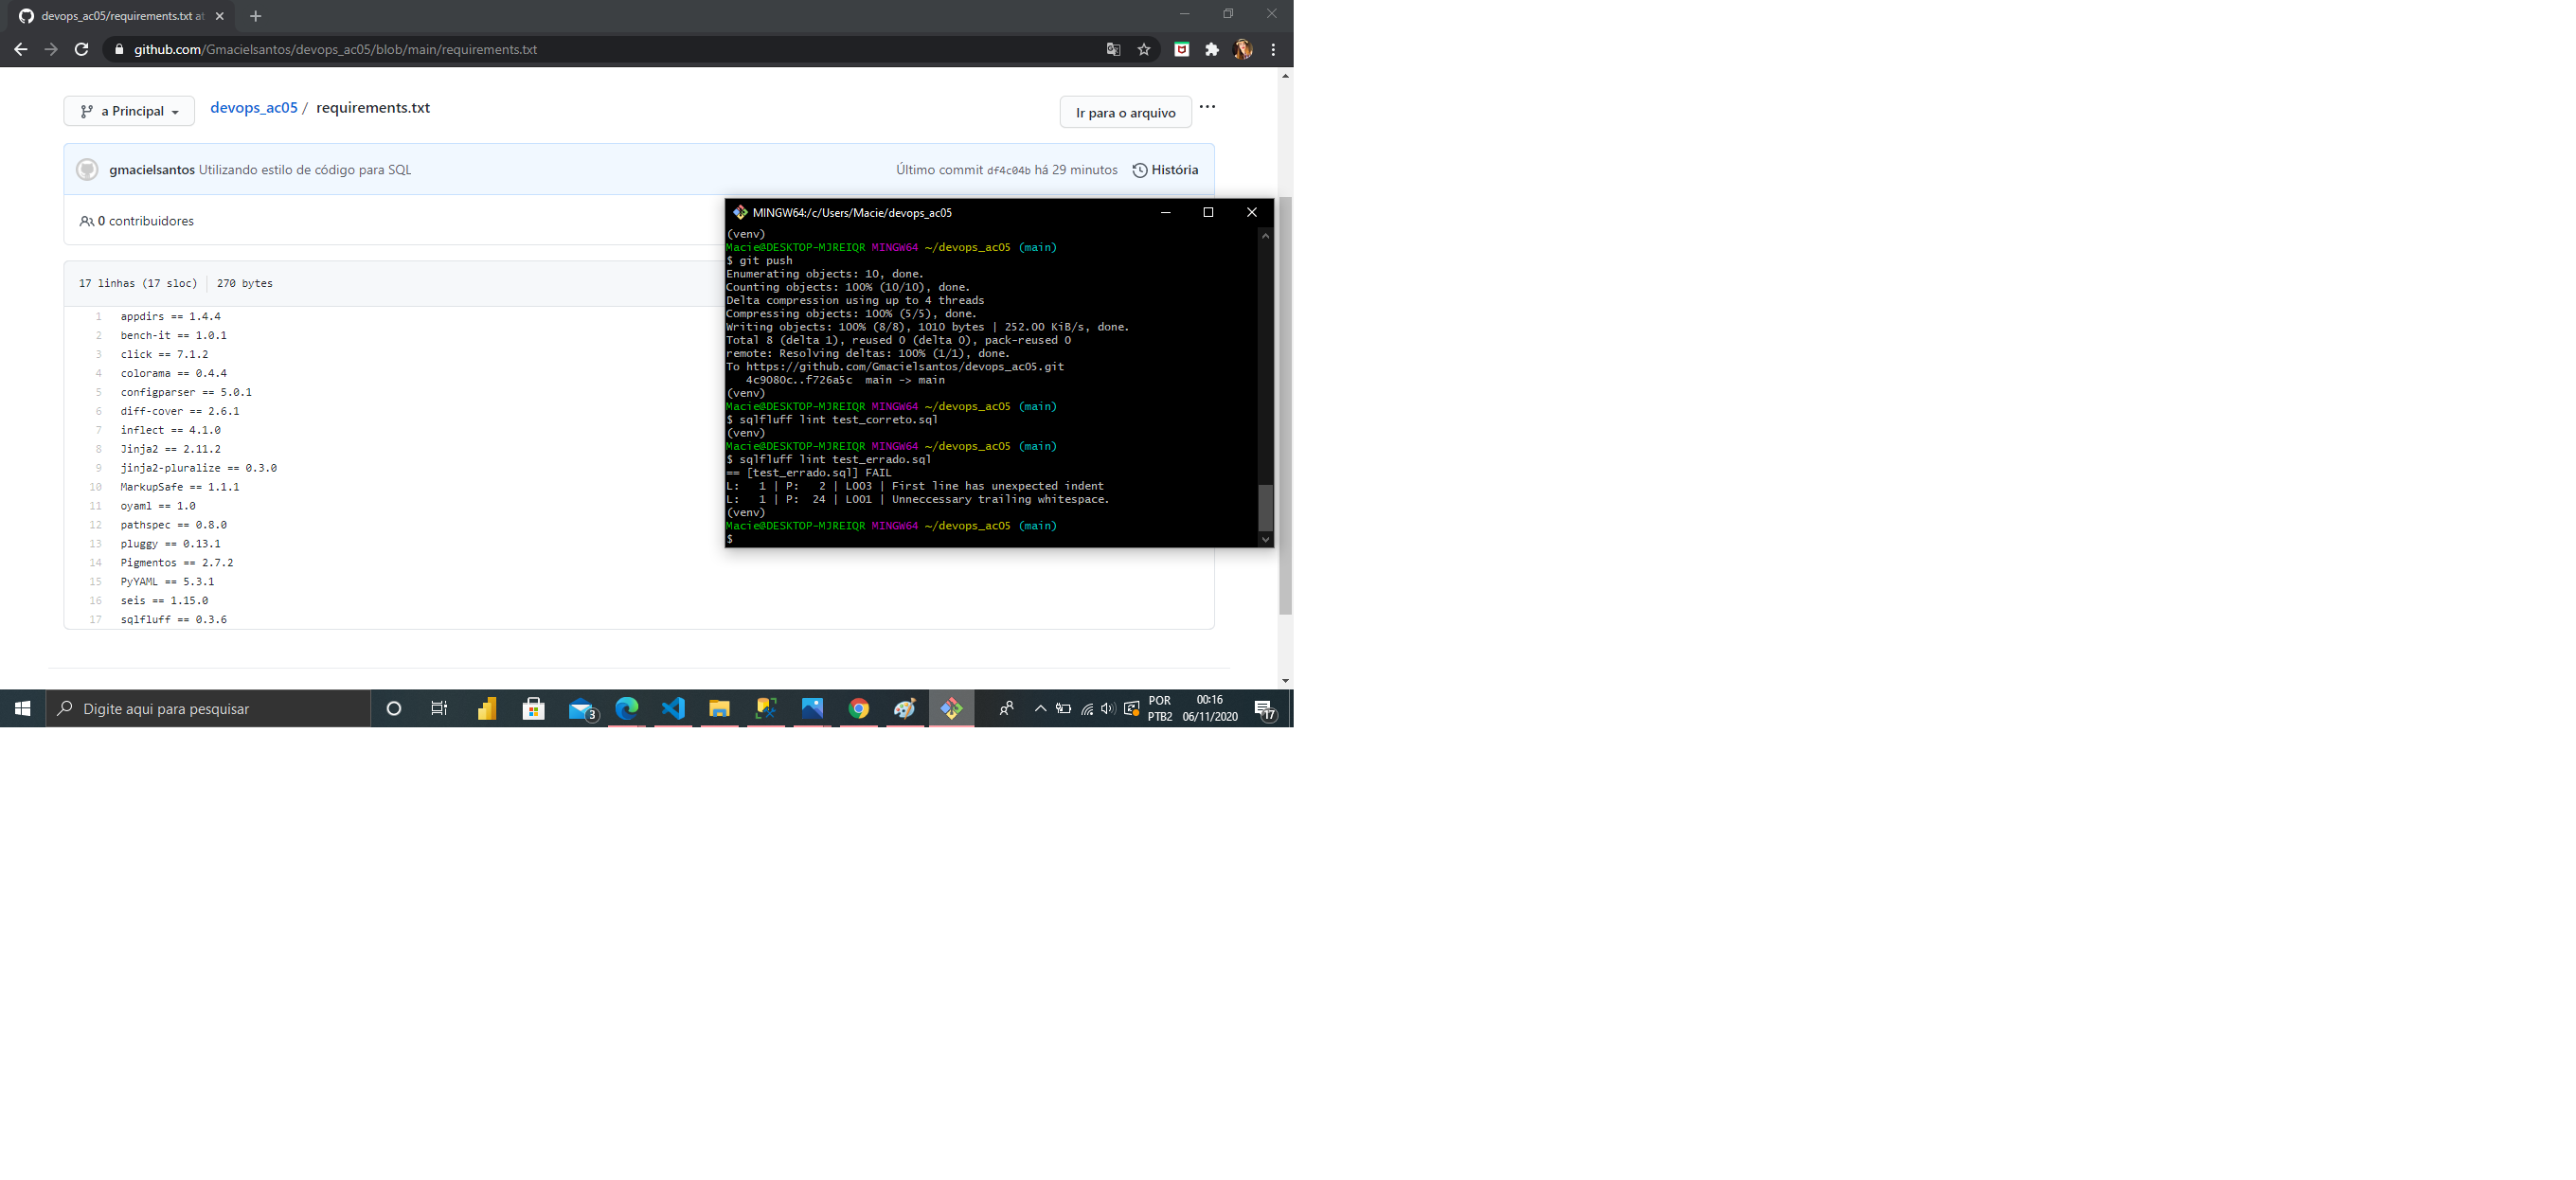 devops_ac05/requirements.txt at
github.com/Gmacielsantos/devops_ac05/blob/main/requirements.txt
a Principal
devops_ac05 / requirements.txt
Ir para o arquivo
gmacielsantos Utilizando estilo de código para SQL
Último commit df4c04b há 29 minutos
História
0 contribuidores
17 linhas (17 sloc) 270 bytes
1 appdirs == 1.4.4
2 bench-it == 1.0.1
3 click == 7.1.2
4 colorama == 0.4.4
5 configparser == 5.0.1
6 diff-cover == 2.6.1
7 inflect == 4.1.0
8 Jinja2 == 2.11.2
9 jinja2-pluralize == 0.3.0
10 MarkupSafe == 1.1.1
11 oyaml == 1.0
12 pathspec == 0.8.0
13 pluggy == 0.13.1
14 Pigmentos == 2.7.2
15 PyYAML == 5.3.1
16 seis == 1.15.0
17 sqlfluff == 0.3.6
MINGW64:/c/Users/Macie/devops_ac05
(venv)
Macie@DESKTOP-MJREIQR MINGW64 ~/devops_ac05 (main)
$ git push
Enumerating objects: 10, done.
Counting objects: 100% (10/10), done.
Delta compression using up to 4 threads
Compressing objects: 100% (5/5), done.
Writing objects: 100% (8/8), 1010 bytes | 252.00 KiB/s, done.
Total 8 (delta 1), reused 0 (delta 0), pack-reused 0
remote: Resolving deltas: 100% (1/1), done.
To https://github.com/Gmacielsantos/devops_ac05.git
4c9080c..f726a5c main -> main
(venv)
Macie@DESKTOP-MJREIQR MINGW64 ~/devops_ac05 (main)
$ sqlfluff lint test_correto.sql
(venv)
Macie@DESKTOP-MJREIQR MINGW64 ~/devops_ac05 (main)
$ sqlfluff lint test_errado.sql
== [test_errado.sql] FAIL
L: 1 | P: 2 | L003 | First line has unexpected indent
L: 1 | P: 24 | L001 | Unneccessary trailing whitespace.
(venv)
Macie@DESKTOP-MJREIQR MINGW64 ~/devops_ac05 (main)
$
Digite aqui para pesquisar
3
POR
PTB2
00:16
06/11/2020
17